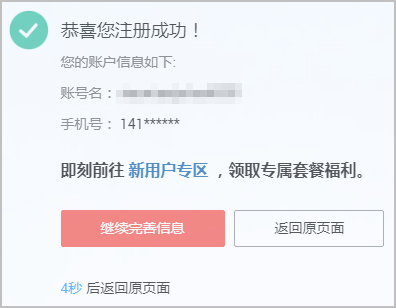 恭喜您注册成功！
您的账户信息如下:
账号名：
手机号： 141******
即刻前往 新用户专区 ，领取专属套餐福利。
继续完善信息 返回原页面
4秒 后返回原页面